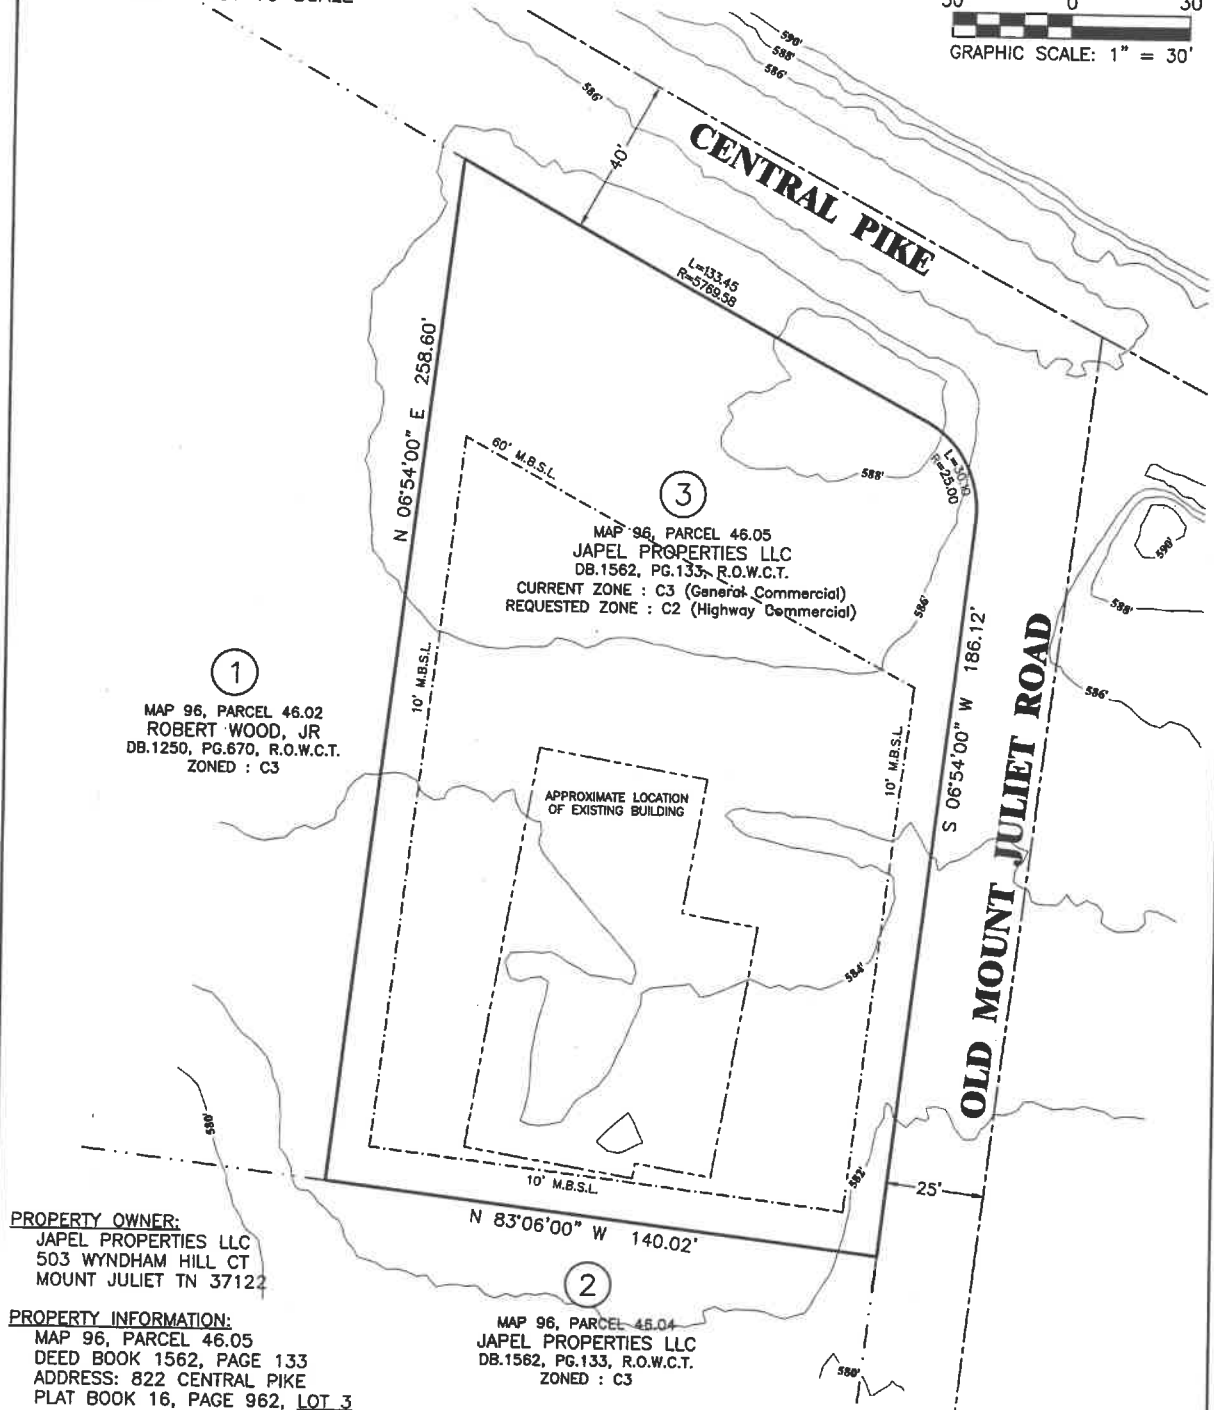 30 0 30
GRAPHIC SCALE: 1" = 30'
590'
588'
586'
586'
40'
CENTRAL PIKE
L=133.45
R=5769.58
N 06°54'00" E 258.60'
60' M.B.S.L.
588'
L=30.19
R=25.00
3
MAP 96, PARCEL 46.05
JAPEL PROPERTIES LLC
DB.1562, PG.133, R.O.W.C.T.
CURRENT ZONE : C3 (General Commercial)
REQUESTED ZONE : C2 (Highway Commercial)
590'
588'
586'
586'
S 06°54'00" W 186.12'
OLD MOUNT JULIET ROAD
1
MAP 96, PARCEL 46.02
ROBERT WOOD, JR
DB.1250, PG.670, R.O.W.C.T.
ZONED : C3
10' M.B.S.L.
10' M.B.S.L.
APPROXIMATE LOCATION
OF EXISTING BUILDING
584'
580'
582'
25'
10' M.B.S.L.
N 83°06'00" W 140.02'
PROPERTY OWNER:
JAPEL PROPERTIES LLC
503 WYNDHAM HILL CT
MOUNT JULIET TN 37122
2
MAP 96, PARCEL 46.04
JAPEL PROPERTIES LLC
DB.1562, PG.133, R.O.W.C.T.
ZONED : C3
580'
PROPERTY INFORMATION:
MAP 96, PARCEL 46.05
DEED BOOK 1562, PAGE 133
ADDRESS: 822 CENTRAL PIKE
PLAT BOOK 16, PAGE 962, LOT 3